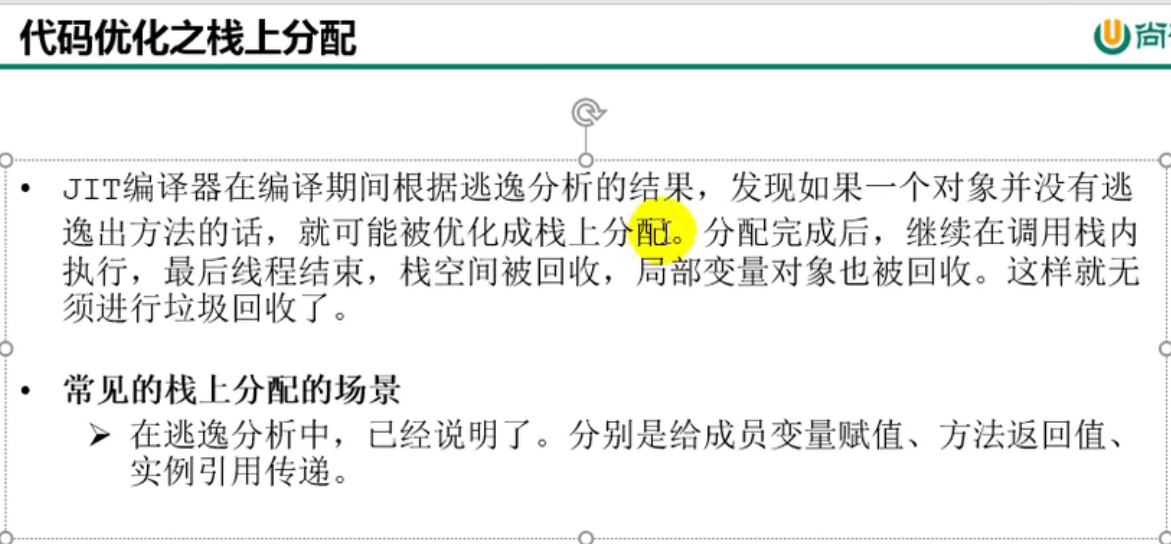 代码优化之栈上分配
尚
• JIT编译器在编译期间根据逃逸分析的结果，发现如果一个对象并没有逃
逸出方法的话，就可能被优化成栈上分配。分配完成后，继续在调用栈内
执行，最后线程结束，栈空间被回收，局部变量对象也被回收。这样就无
须进行垃圾回收了。
• 常见的栈上分配的场景
➢ 在逃逸分析中，已经说明了。分别是给成员变量赋值、方法返回值、
实例引用传递。